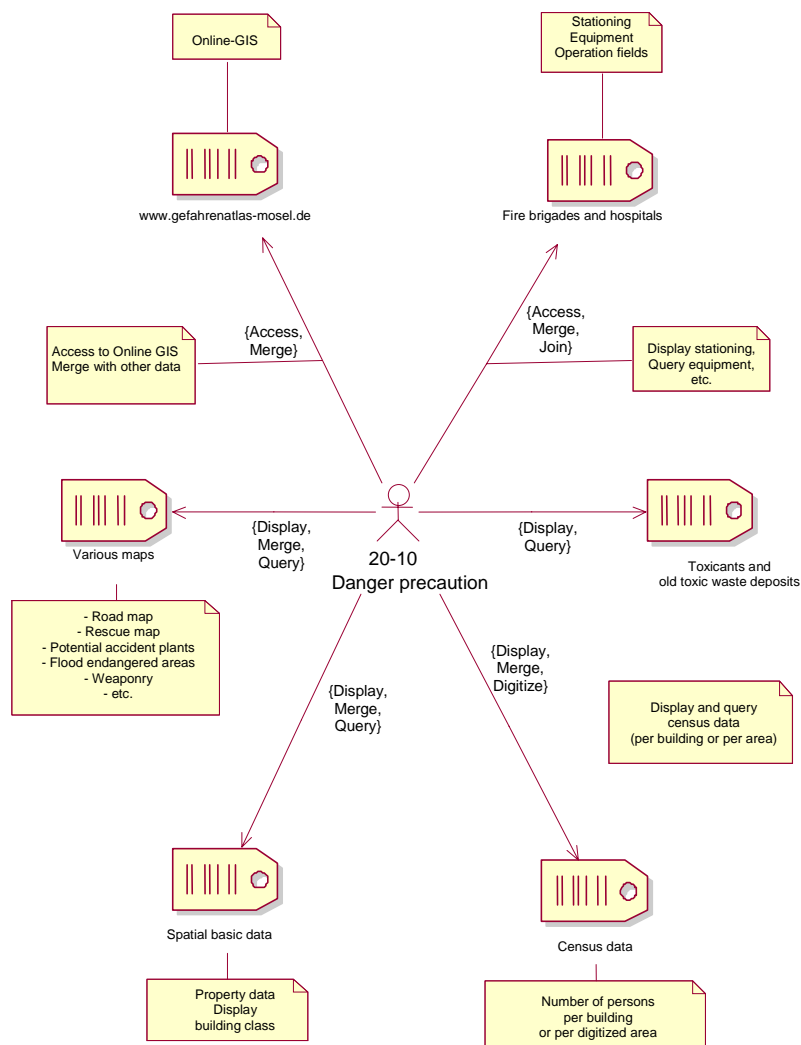 Online-GIS
Stationing
Equipment
Operation fields
www.gefahrenatlas-mosel.de
Fire brigades and hospitals
{Access,
Merge}
{Access,
Merge,
Join}
Access to Online GIS
Merge with other data
Display stationing,
Query equipment,
etc.
Various maps
{Display,
Merge,
Query}
{Display,
Query}
Toxicants and
old toxic waste deposits
20-10
Danger precaution
- Road map
- Rescue map
- Potential accident plants
- Flood endangered areas
- Weaponry
- etc.
{Display,
Merge,
Query}
{Display,
Merge,
Digitize}
Display and query
census data
(per building or per area)
Spatial basic data
Census data
Property data
Display
building class
Number of persons
per building
or per digitized area